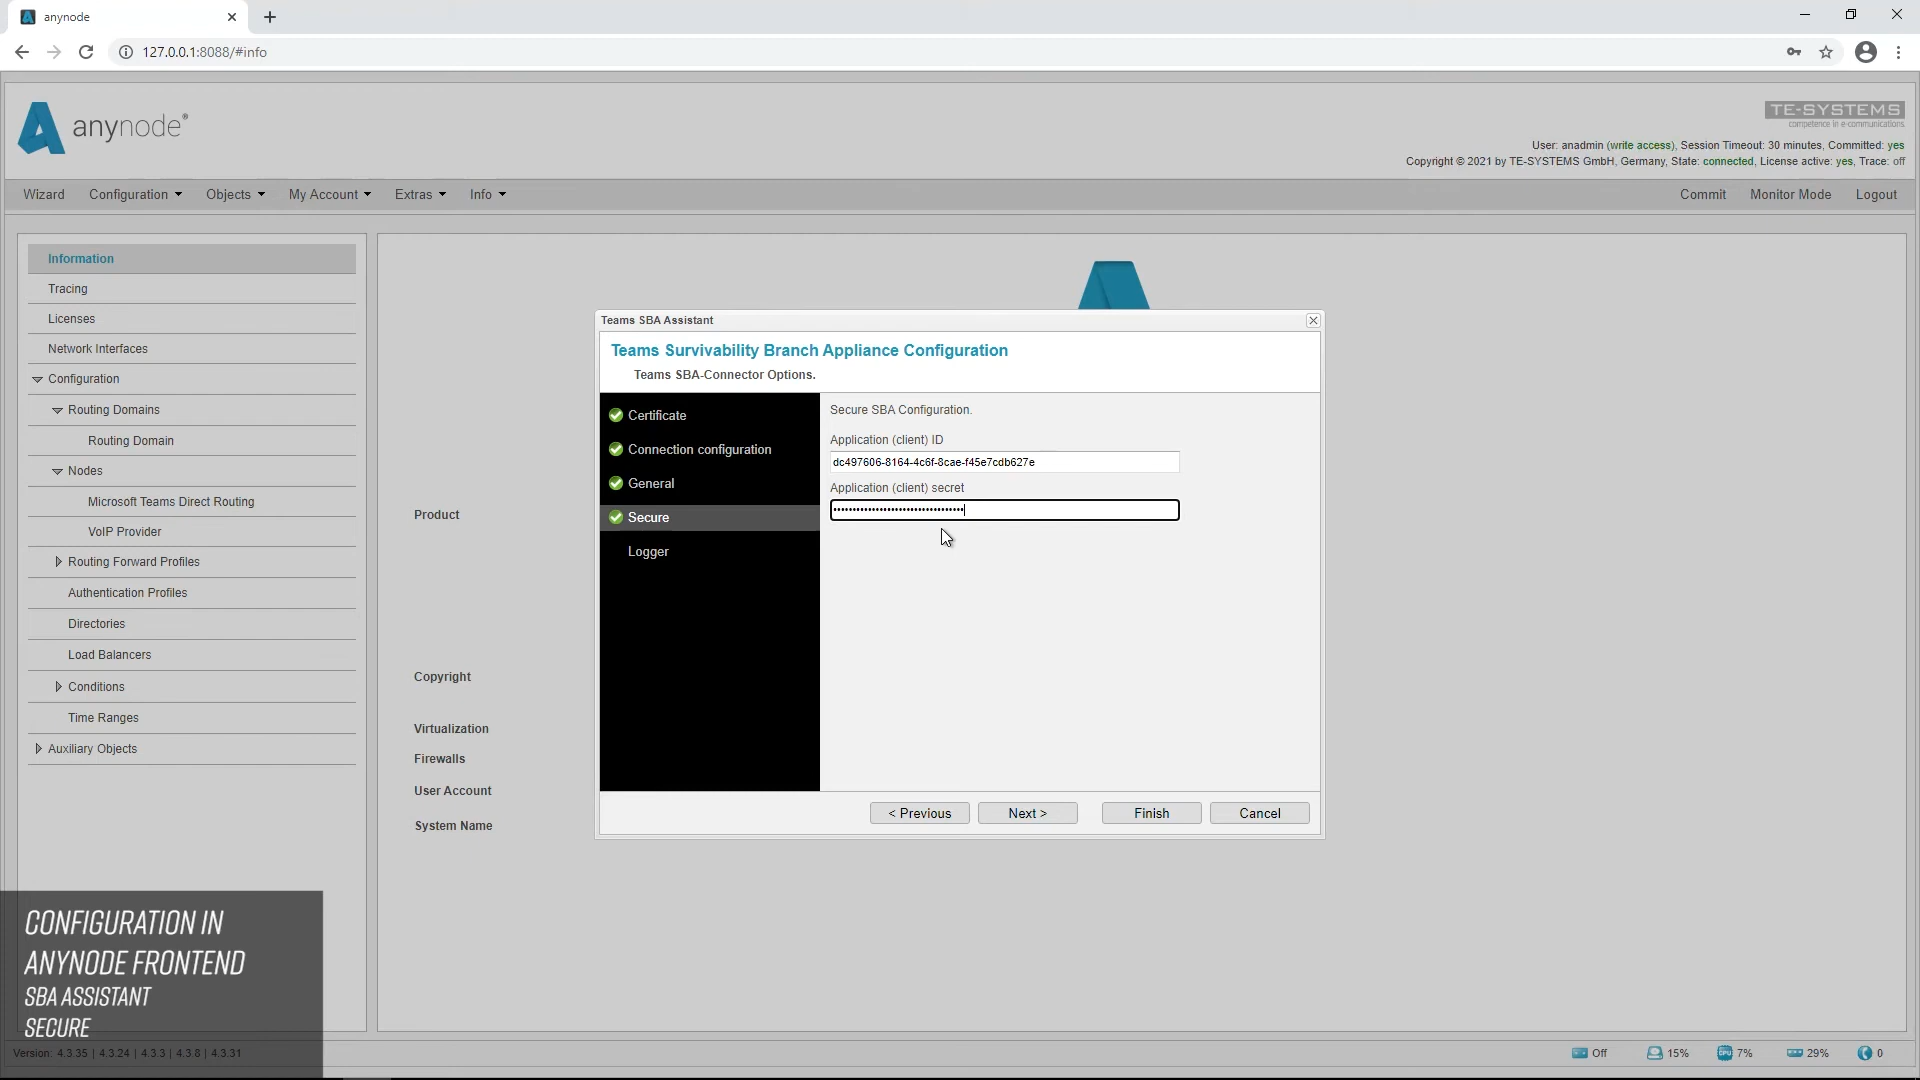 anynode
127.0.0.1:8088/#info
anynode®
TE-SYSTEMS
competence in e-communications.
User: anadmin (write access), Session Timeout: 30 minutes, Committed: yes
Copyright © 2021 by TE-SYSTEMS GmbH, Germany, State: connected, License active: yes, Trace: off
Wizard Configuration Objects My Account Extras Info Commit Monitor Mode Logout
Information
Tracing
Licenses
Network Interfaces
Configuration
Routing Domains
Routing Domain
Nodes
Microsoft Teams Direct Routing
VoIP Provider
Routing Forward Profiles
Authentication Profiles
Directories
Load Balancers
Conditions
Time Ranges
Auxiliary Objects
Product
Copyright
Virtualization
Firewalls
User Account
System Name
Teams SBA Assistant
Teams Survivability Branch Appliance Configuration
Teams SBA-Connector Options.
Certificate
Connection configuration
General
Secure
Logger
Secure SBA Configuration.
Application (client) ID
dc497606-8164-4c6f-8cae-f45e7cdb627e
Application (client) secret
< Previous Next > Finish Cancel
CONFIGURATION IN
ANYNODE FRONTEND
SBA ASSISTANT
SECURE
Version: 4.3.35 | 4.3.24 | 4.3.3 | 4.3.8 | 4.3.31
Off 15% CPU 7% 29% 0